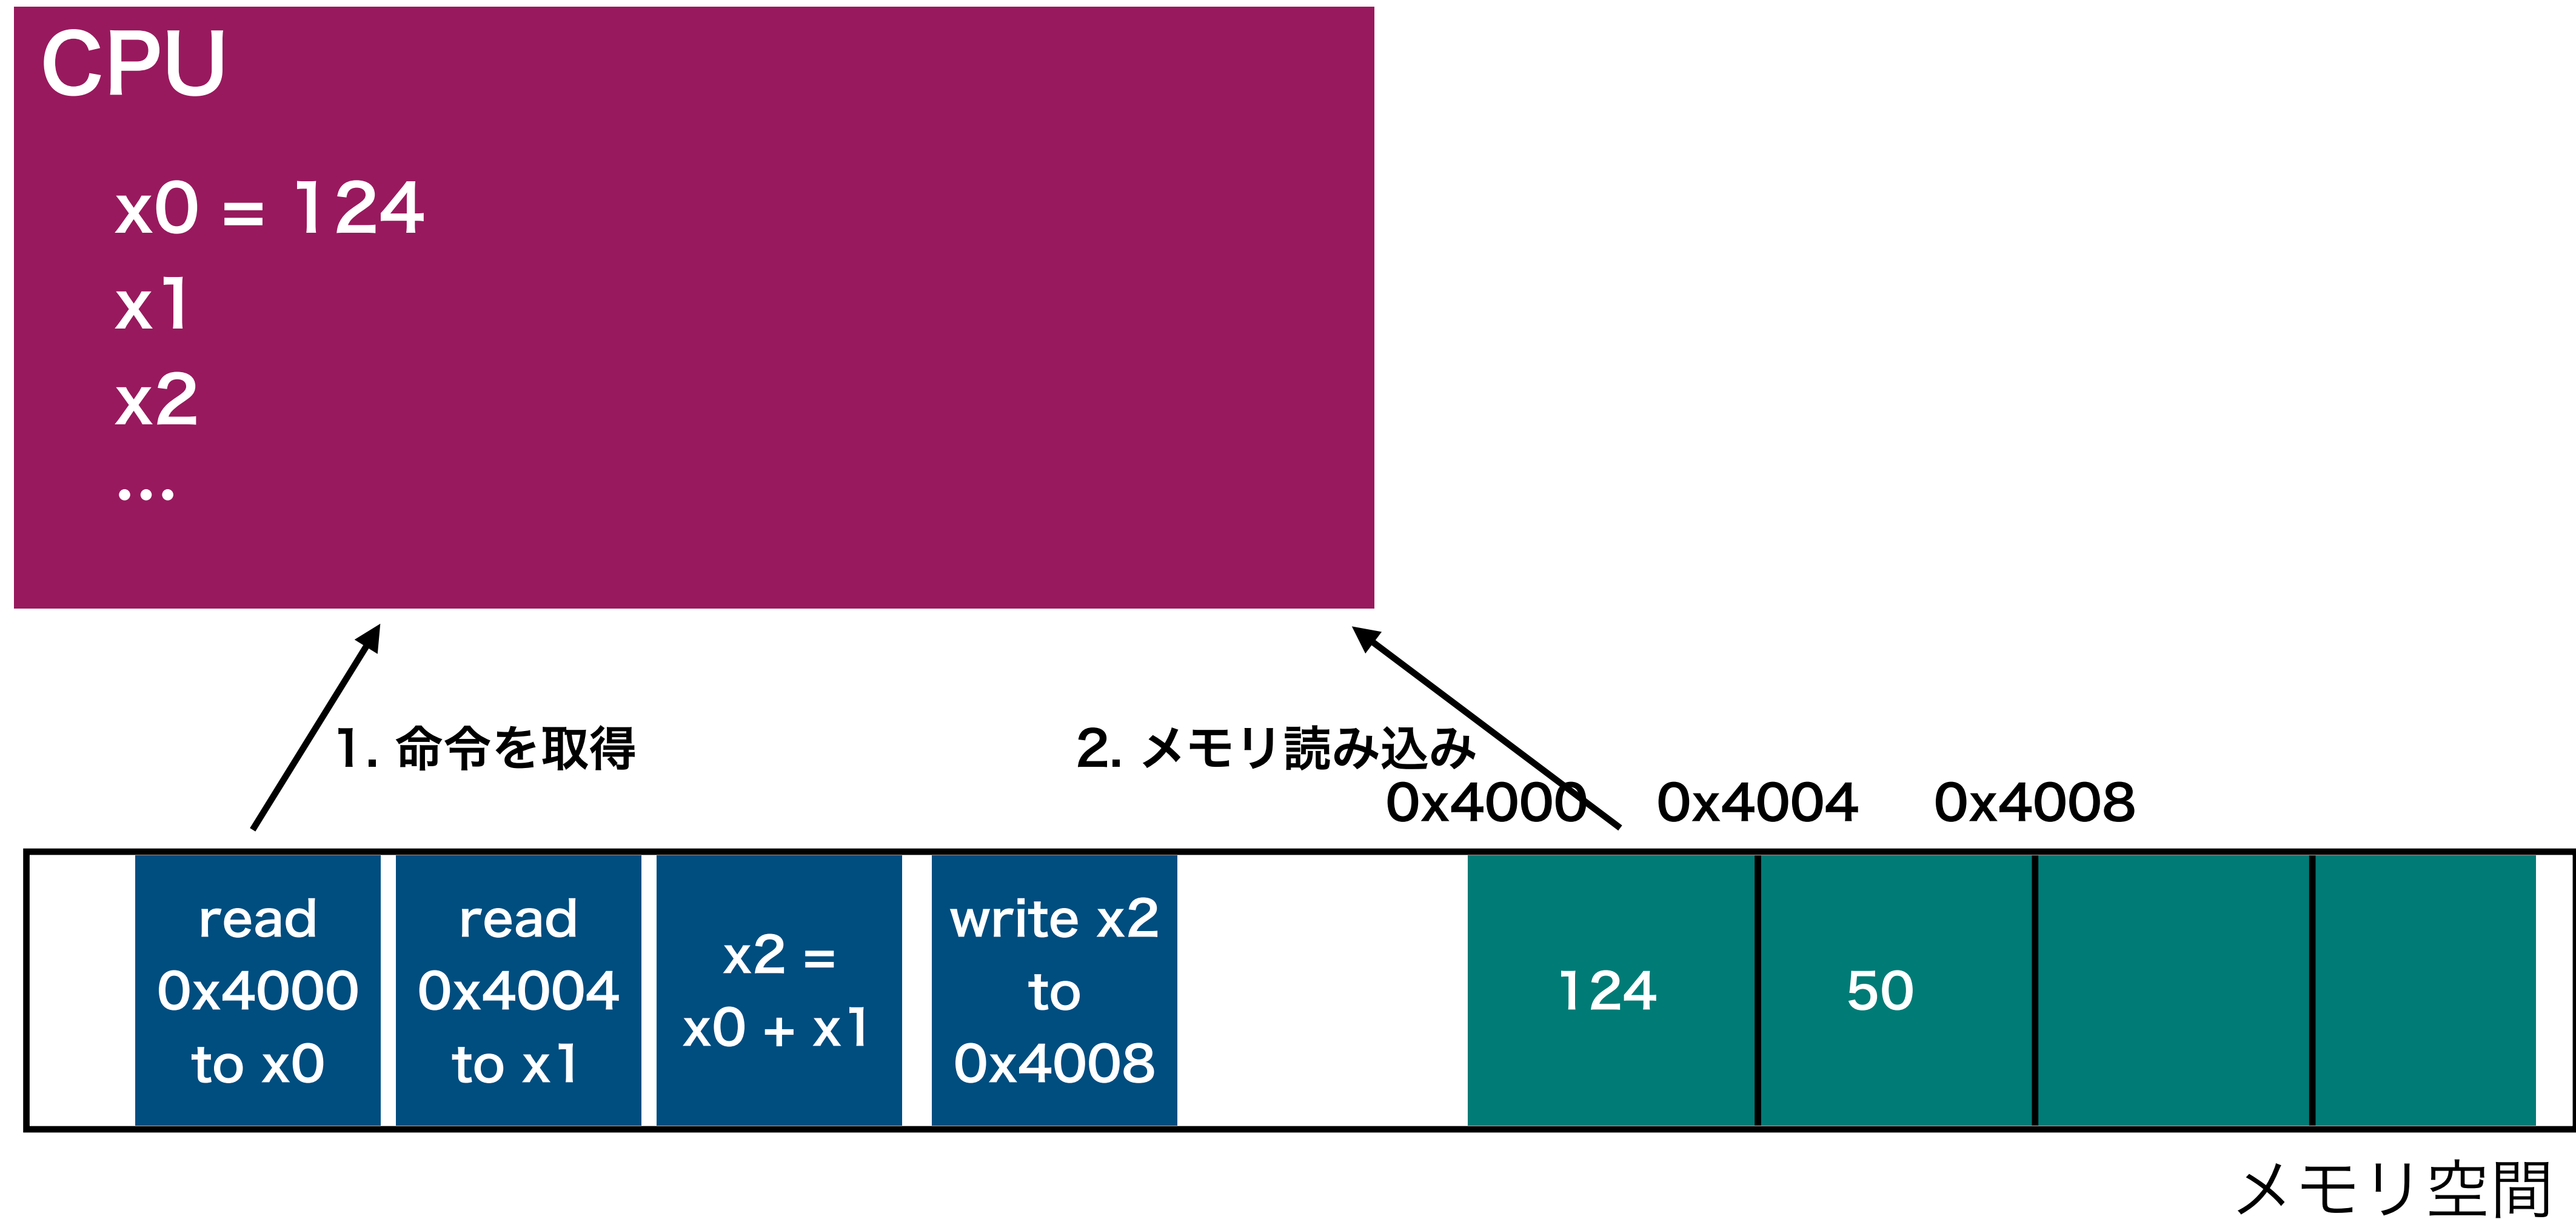 CPU
x0 = 124
x1
x2
...
1. 命令を取得
2. メモリ読み込み
0x4000
0x4004
0x4008
read
0x4000
to x0
read
0x4004
to x1
x2 =
x0 + x1
write x2
to
0x4008
124
50
メモリ空間